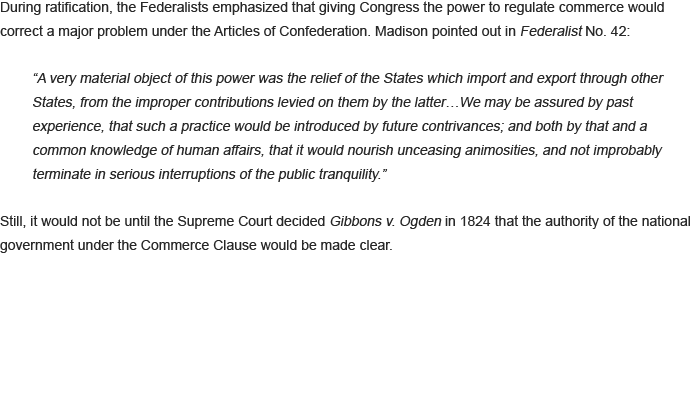 During ratification, the Federalists emphasized that giving Congress the power to regulate commerce would
correct a major problem under the Articles of Confederation. Madison pointed out in Federalist No. 42:
“A very material object of this power was the relief of the States which import and export through other
States, from the improper contributions levied on them by the latter…We may be assured by past
experience, that such a practice would be introduced by future contrivances; and both by that and a
common knowledge of human affairs, that it would nourish unceasing animosities, and not improbably
terminate in serious interruptions of the public tranquility.”
Still, it would not be until the Supreme Court decided Gibbons v. Ogden in 1824 that the authority of the national
government under the Commerce Clause would be made clear.